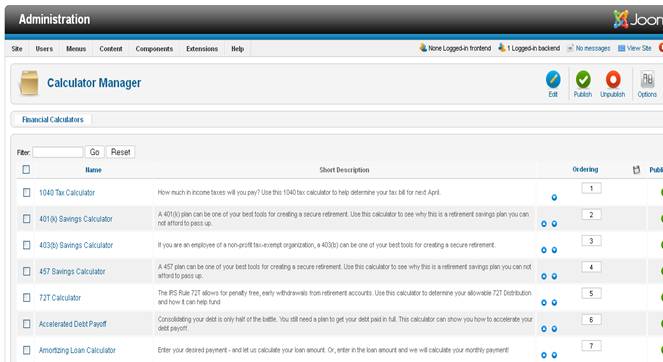 Administration
Joom
Site Users Menus Content Components Extensions Help None Logged-in frontend 1 Logged-in backend No messages View Site
Calculator Manager
Edit Publish Unpublish Options
Financial Calculators
Filter: Go Reset
Name Short Description Ordering Publi
1040 Tax Calculator How much in income taxes will you pay? Use this 1040 tax calculator to help determine your tax bill for next April. 1
401(k) Savings Calculator A 401(k) plan can be one of your best tools for creating a secure retirement. Use this calculator to see why this is a retirement savings plan you can
not afford to pass up. 2
403(b) Savings Calculator If you are an employee of a non-profit tax-exempt organization, a 403(b) can be one of your best tools for creating a secure retirement. 3
457 Savings Calculator A 457 plan can be one of your best tools for creating a secure retirement. Use this calculator to see why this is a retirement savings plan you can not
afford to pass up. 4
72T Calculator The IRS Rule 72T allows for penalty free, early withdrawals from retirement accounts. Use this calculator to determine your allowable 72T Distribution
and how it can help fund 5
Accelerated Debt Payoff Consolidating your debt is only half of the battle. You still need a plan to get your debt paid in full. This calculator can show you how to accelerate your
debt payoff. 6
Amortizing Loan Calculator Enter your desired payment - and let us calculate your loan amount. Or, enter in the loan amount and we will calculate your monthly payment! 7